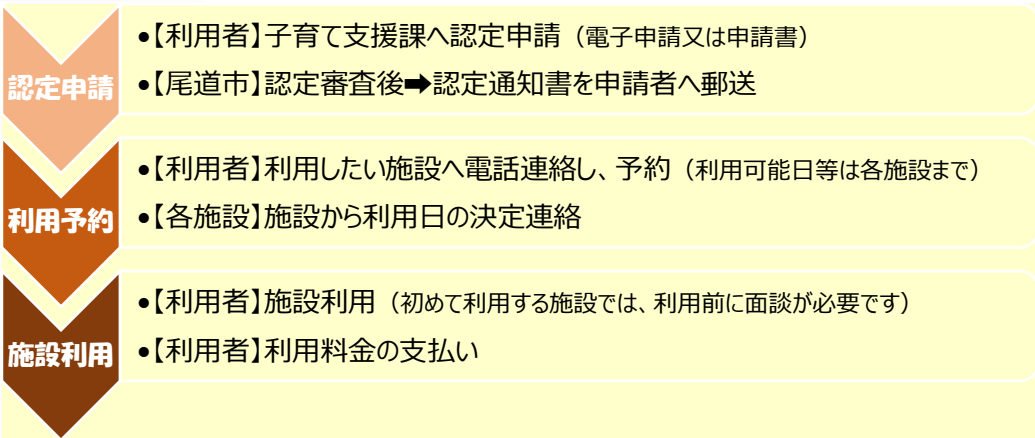 認定申請
•【利用者】子育て支援課へ認定申請（電子申請又は申請書）
•【尾道市】認定審査後➡認定通知書を申請者へ郵送
利用予約
•【利用者】利用したい施設へ電話連絡し、予約（利用可能日等は各施設まで）
•【各施設】施設から利用日の決定連絡
施設利用
•【利用者】施設利用（初めて利用する施設では、利用前に面談が必要です）
•【利用者】利用料金の支払い